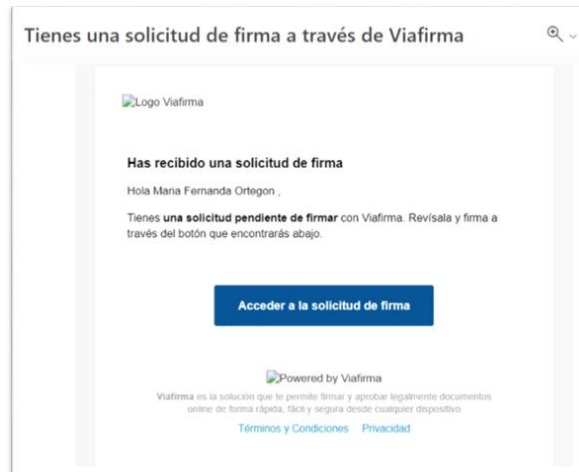 Tienes una solicitud de firma a través de Viafirma
Logo Viafirma
Has recibido una solicitud de firma
Hola Maria Fernanda Ortegon ,
Tienes una solicitud pendiente de firmar con Viafirma. Revísala y firma a
través del botón que encontrarás abajo.
Acceder a la solicitud de firma
Powered by Viafirma
Viafirma es la solución que te permite firmar y aprobar legalmente documentos
online de forma rápida, fácil y segura desde cualquier dispositivo
Términos y Condiciones Privacidad